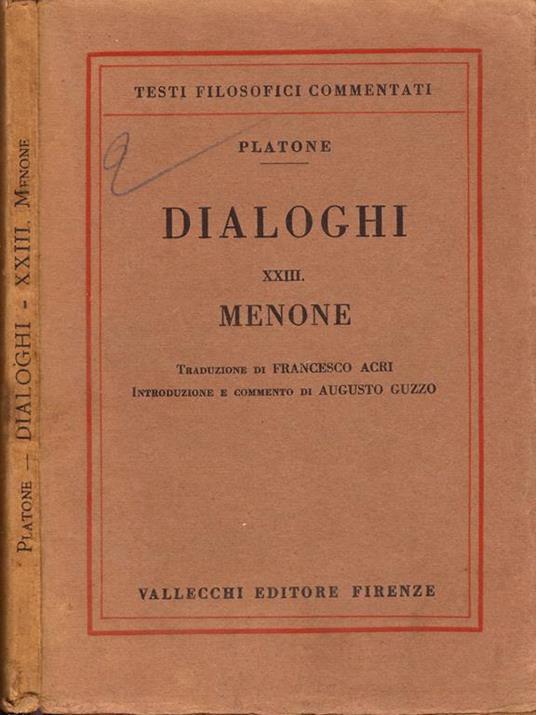 PLATONE — DIALOGHI - XXIII. MENONE
TESTI FILOSOFICI COMMENTATI
PLATONE
DIALOGHI
XXIII.
MENONE
TRADUZIONE DI FRANCESCO ACRI
INTRODUZIONE E COMMENTO DI AUGUSTO GUZZO
VALLECCHI EDITORE FIRENZE